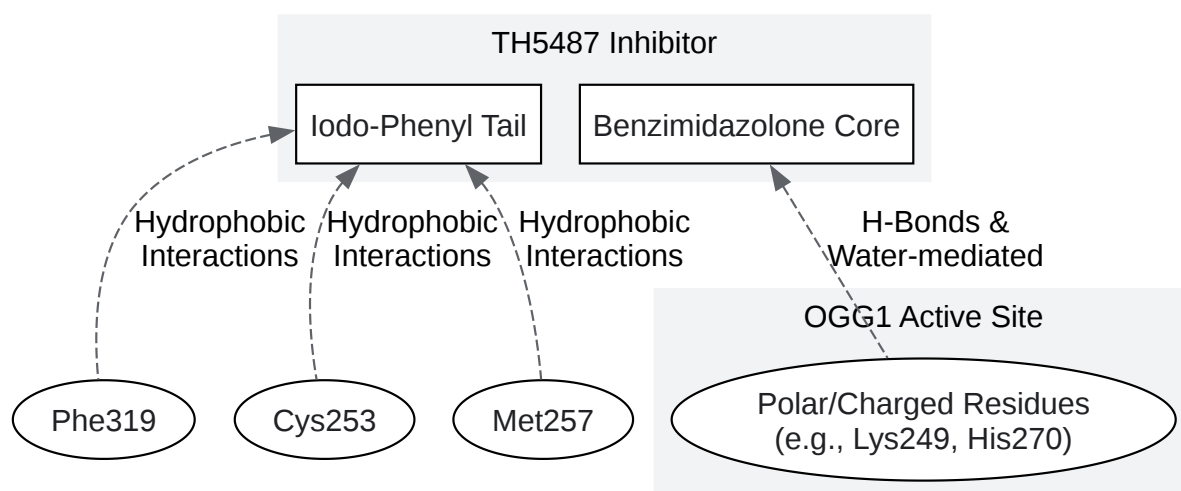 TH5487 Inhibitor
Iodo-Phenyl Tail
Benzimidazolone Core
Hydrophobic
Interactions
Hydrophobic
Interactions
Hydrophobic
Interactions
H-Bonds &
Water-mediated
OGG1 Active Site
Phe319
Cys253
Met257
Polar/Charged Residues
(e.g., Lys249, His270)